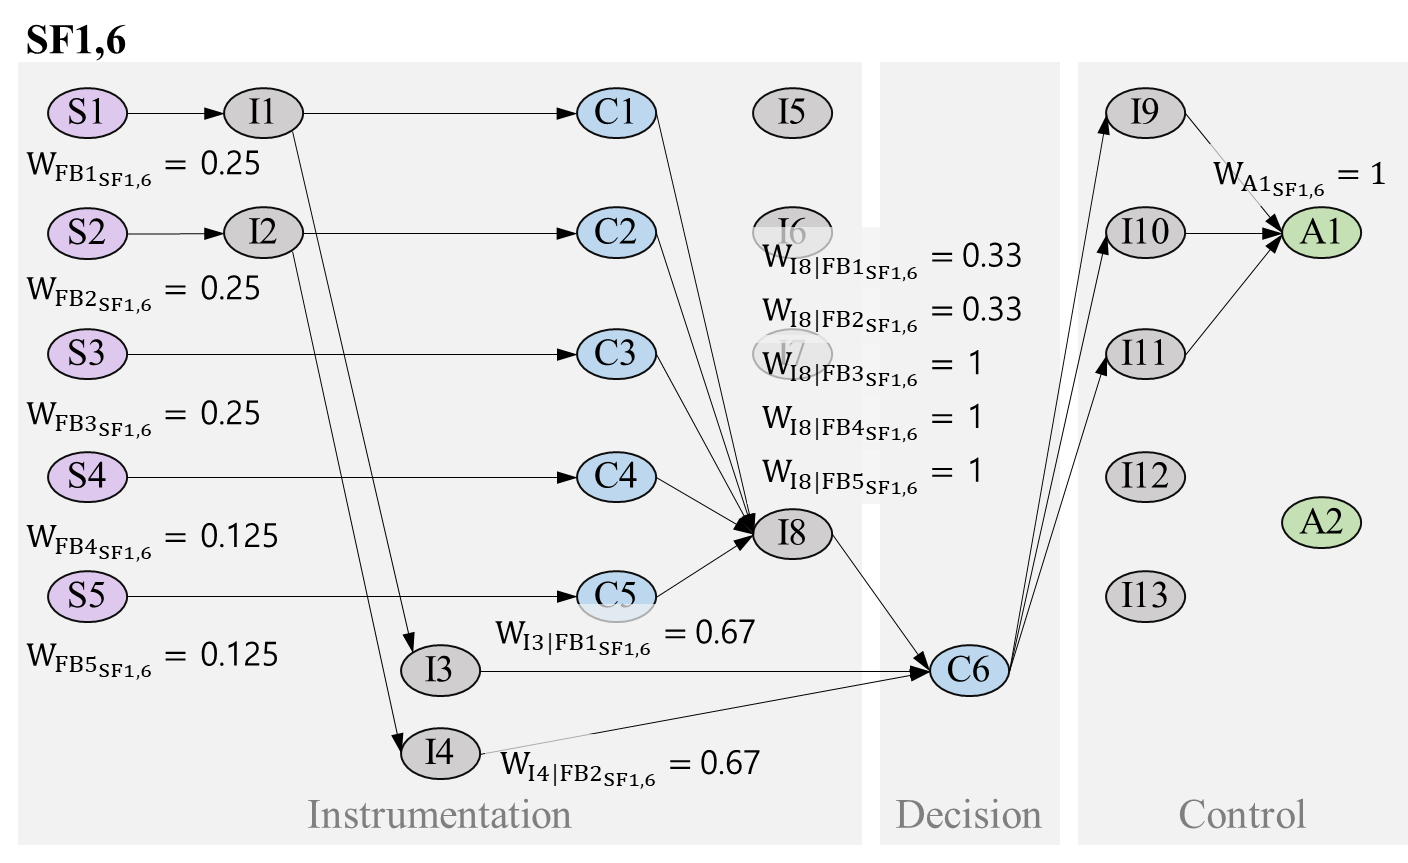 SF1,6
S1 I1 C1 I5 I9
W_FB1_SF1,6 = 0.25
W_A1_SF1,6 = 1
S2 I2 C2 I6 I10 A1
W_I8|FB1_SF1,6 = 0.33
W_FB2_SF1,6 = 0.25
W_I8|FB2_SF1,6 = 0.33
S3 C3 I7 I11
W_I8|FB3_SF1,6 = 1
W_FB3_SF1,6 = 0.25
W_I8|FB4_SF1,6 = 1
S4 C4 I12
W_I8|FB5_SF1,6 = 1
I8 A2
W_FB4_SF1,6 = 0.125
S5 C5 I13
W_I3|FB1_SF1,6 = 0.67
W_FB5_SF1,6 = 0.125
I3 C6
I4
W_I4|FB2_SF1,6 = 0.67
Instrumentation Decision Control